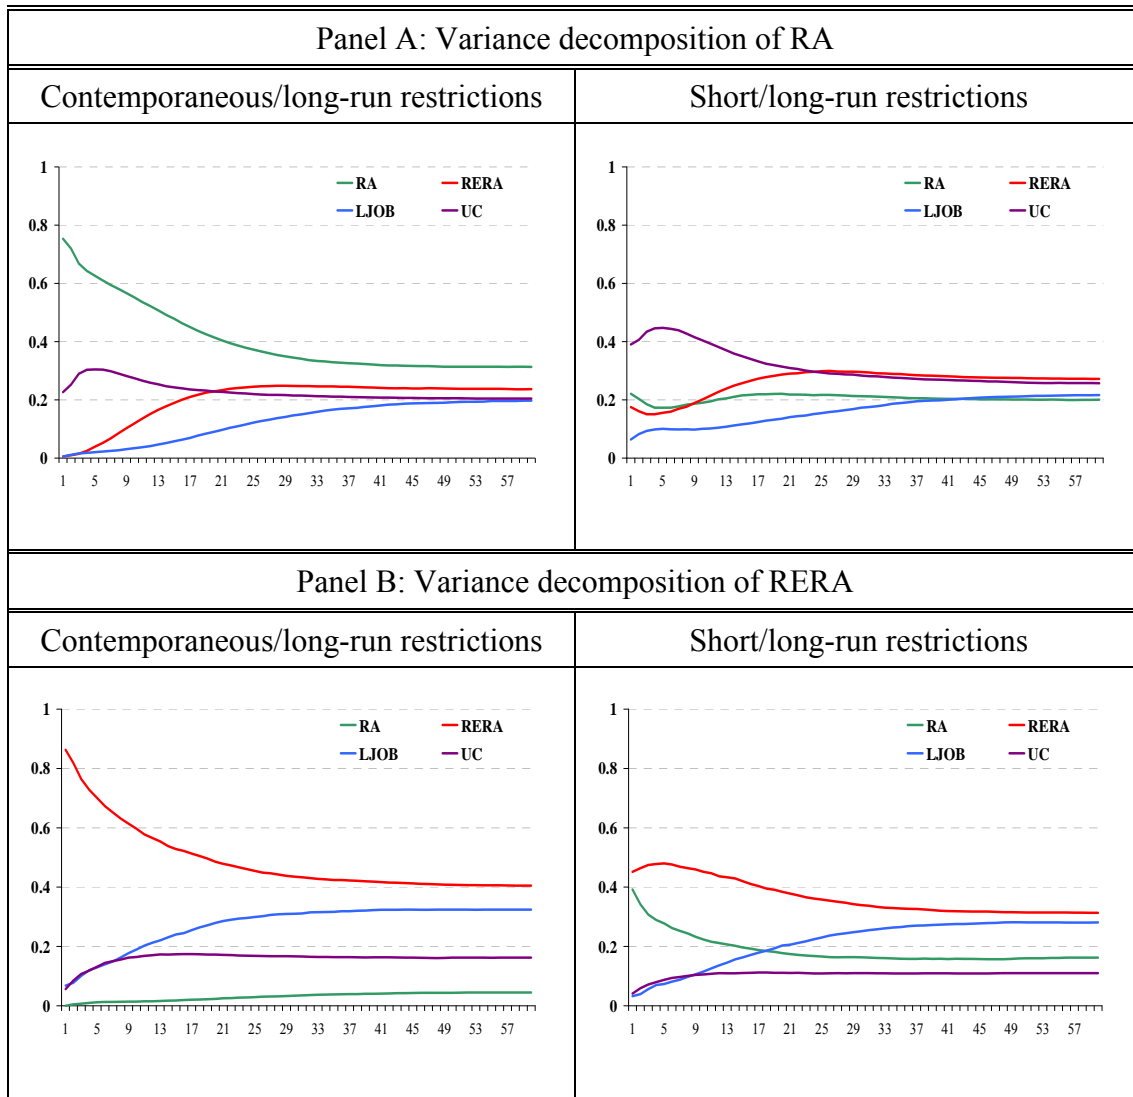 Panel A: Variance decomposition of RA
Contemporaneous/long-run restrictions
Short/long-run restrictions
1
0.8
0.6
0.4
0.2
0
RA RERA
LJOB UC
1 5 9 13 17 21 25 29 33 37 41 45 49 53 57
1
0.8
0.6
0.4
0.2
0
RA RERA
LJOB UC
1 5 9 13 17 21 25 29 33 37 41 45 49 53 57
Panel B: Variance decomposition of RERA
Contemporaneous/long-run restrictions
Short/long-run restrictions
1
0.8
0.6
0.4
0.2
0
RA RERA
LJOB UC
1 5 9 13 17 21 25 29 33 37 41 45 49 53 57
1
0.8
0.6
0.4
0.2
0
RA RERA
LJOB UC
1 5 9 13 17 21 25 29 33 37 41 45 49 53 57